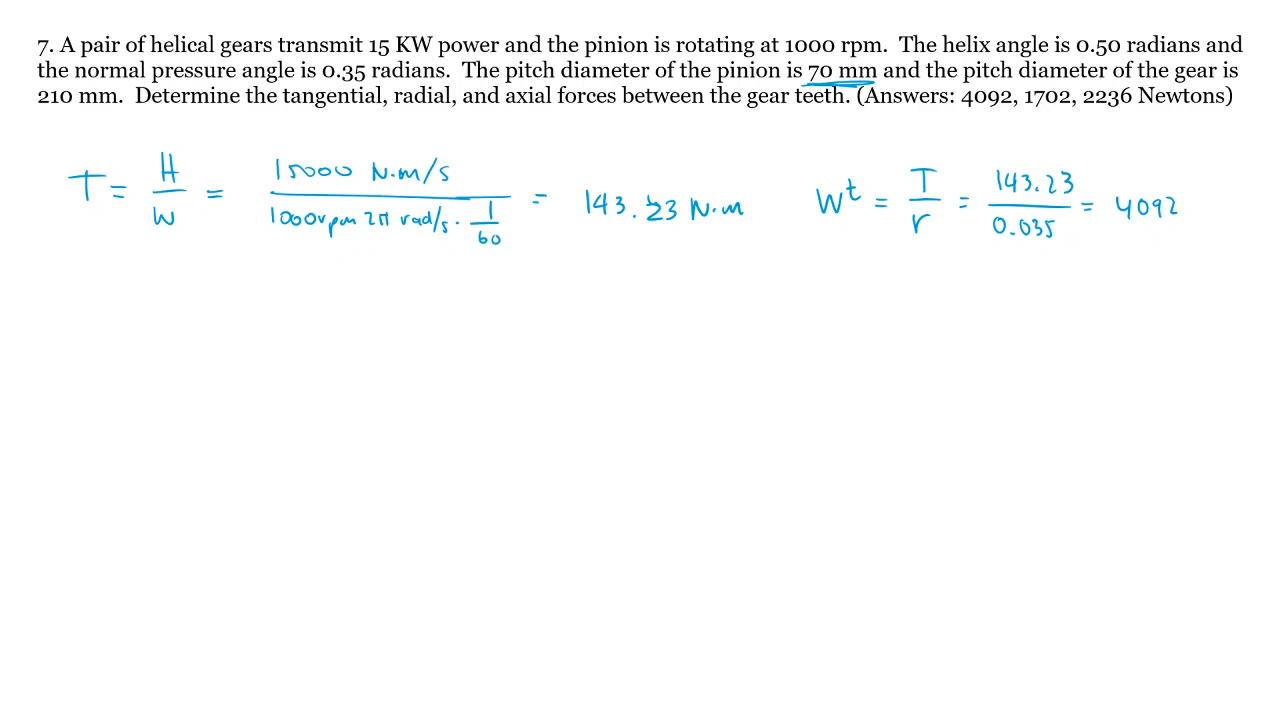 7. A pair of helical gears transmit 15 KW power and the pinion is rotating at 1000 rpm.  The helix angle is 0.50 radians and
the normal pressure angle is 0.35 radians.  The pitch diameter of the pinion is 70 mm and the pitch diameter of the gear is
210 mm.  Determine the tangential, radial, and axial forces between the gear teeth. (Answers: 4092, 1702, 2236 Newtons)
T = H/w = 15000 N.m/s / 1000rpm 2π rad/s · 1/60 = 143.23 N.m
W^t = T/r = 143.23/0.035 = 4092